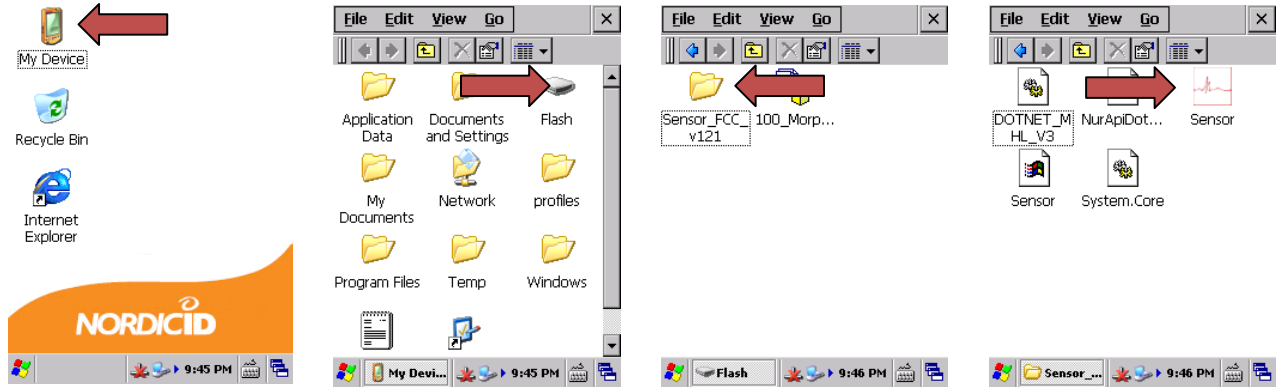 My Device
Recycle Bin
Internet
Explorer
NORDICID
9:45 PM
File Edit View Go
Application
Data
Documents
and Settings
Flash
My
Documents
Network
profiles
Program Files
Temp
Windows
My Devi...
9:45 PM
File Edit View Go
Sensor_FCC_
v121
100_Morp...
Flash
9:46 PM
File Edit View Go
DOTNET_M
HL_V3
NurApiDot...
Sensor
Sensor
System.Core
Sensor_...
9:46 PM